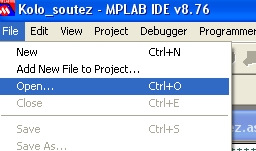 Kolo_soutez - MPLAB IDE v8.76
File Edit View Project Debugger Programmer
New Ctrl+N
Add New File to Project...
Open... Ctrl+O
Close Ctrl+E
Save Ctrl+S
Save As...